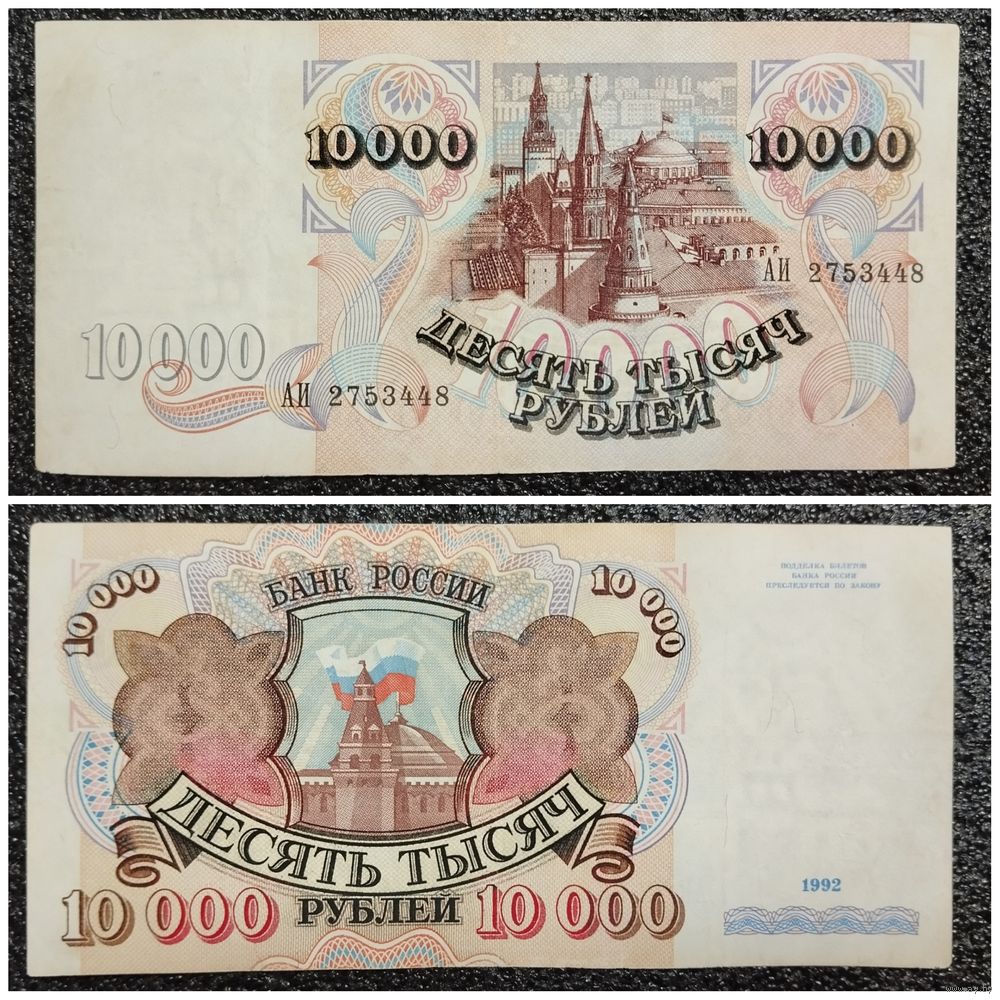 10000 10000
АИ 2753448
ДЕСЯТЬ ТЫСЯЧ
РУБЛЕЙ
10000
10000
АИ 2753448
БАНК РОССИИ
10 000 10 000
ПОДДЕЛКА БИЛЕТОВ
БАНКА РОССИИ
ПРЕСЛЕДУЕТСЯ ПО ЗАКОНУ
ДЕСЯТЬ ТЫСЯЧ
10 000 РУБЛЕЙ 10 000
1992